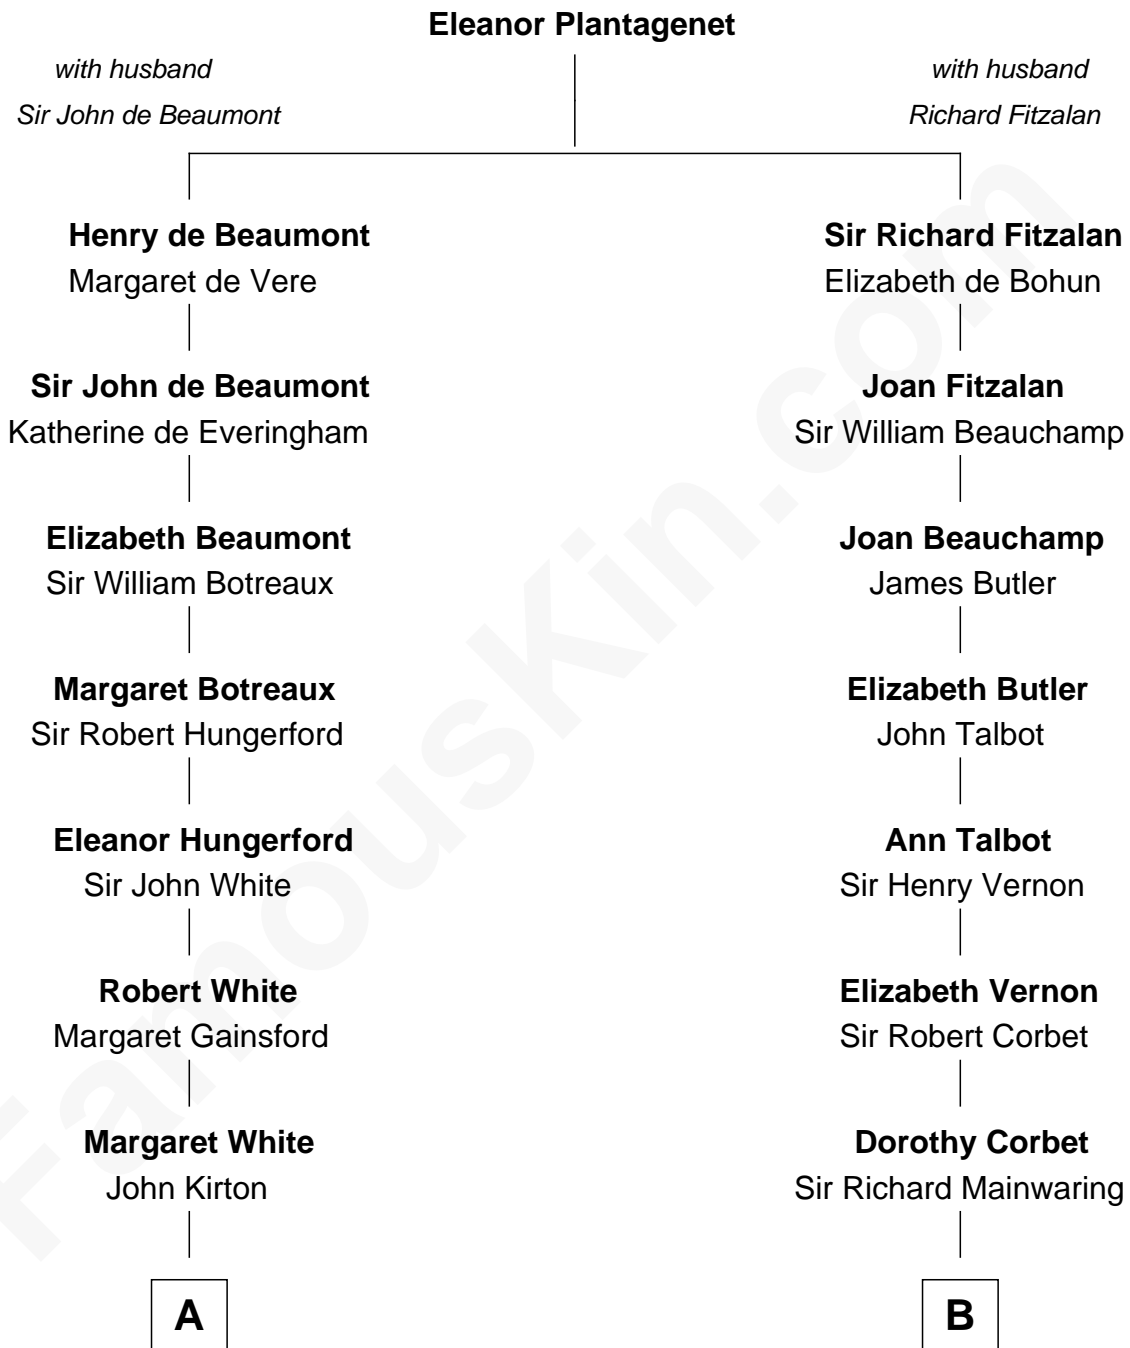 Eleanor Plantagenet
with husband
Sir John de Beaumont
with husband
Richard Fitzalan
Henry de Beaumont
Margaret de Vere
Sir John de Beaumont
Katherine de Everingham
Elizabeth Beaumont
Sir William Botreaux
Margaret Botreaux
Sir Robert Hungerford
Eleanor Hungerford
Sir John White
Robert White
Margaret Gainsford
Margaret White
John Kirton
A
Sir Richard Fitzalan
Elizabeth de Bohun
Joan Fitzalan
Sir William Beauchamp
Joan Beauchamp
James Butler
Elizabeth Butler
John Talbot
Ann Talbot
Sir Henry Vernon
Elizabeth Vernon
Sir Robert Corbet
Dorothy Corbet
Sir Richard Mainwaring
B
FamousKin.com